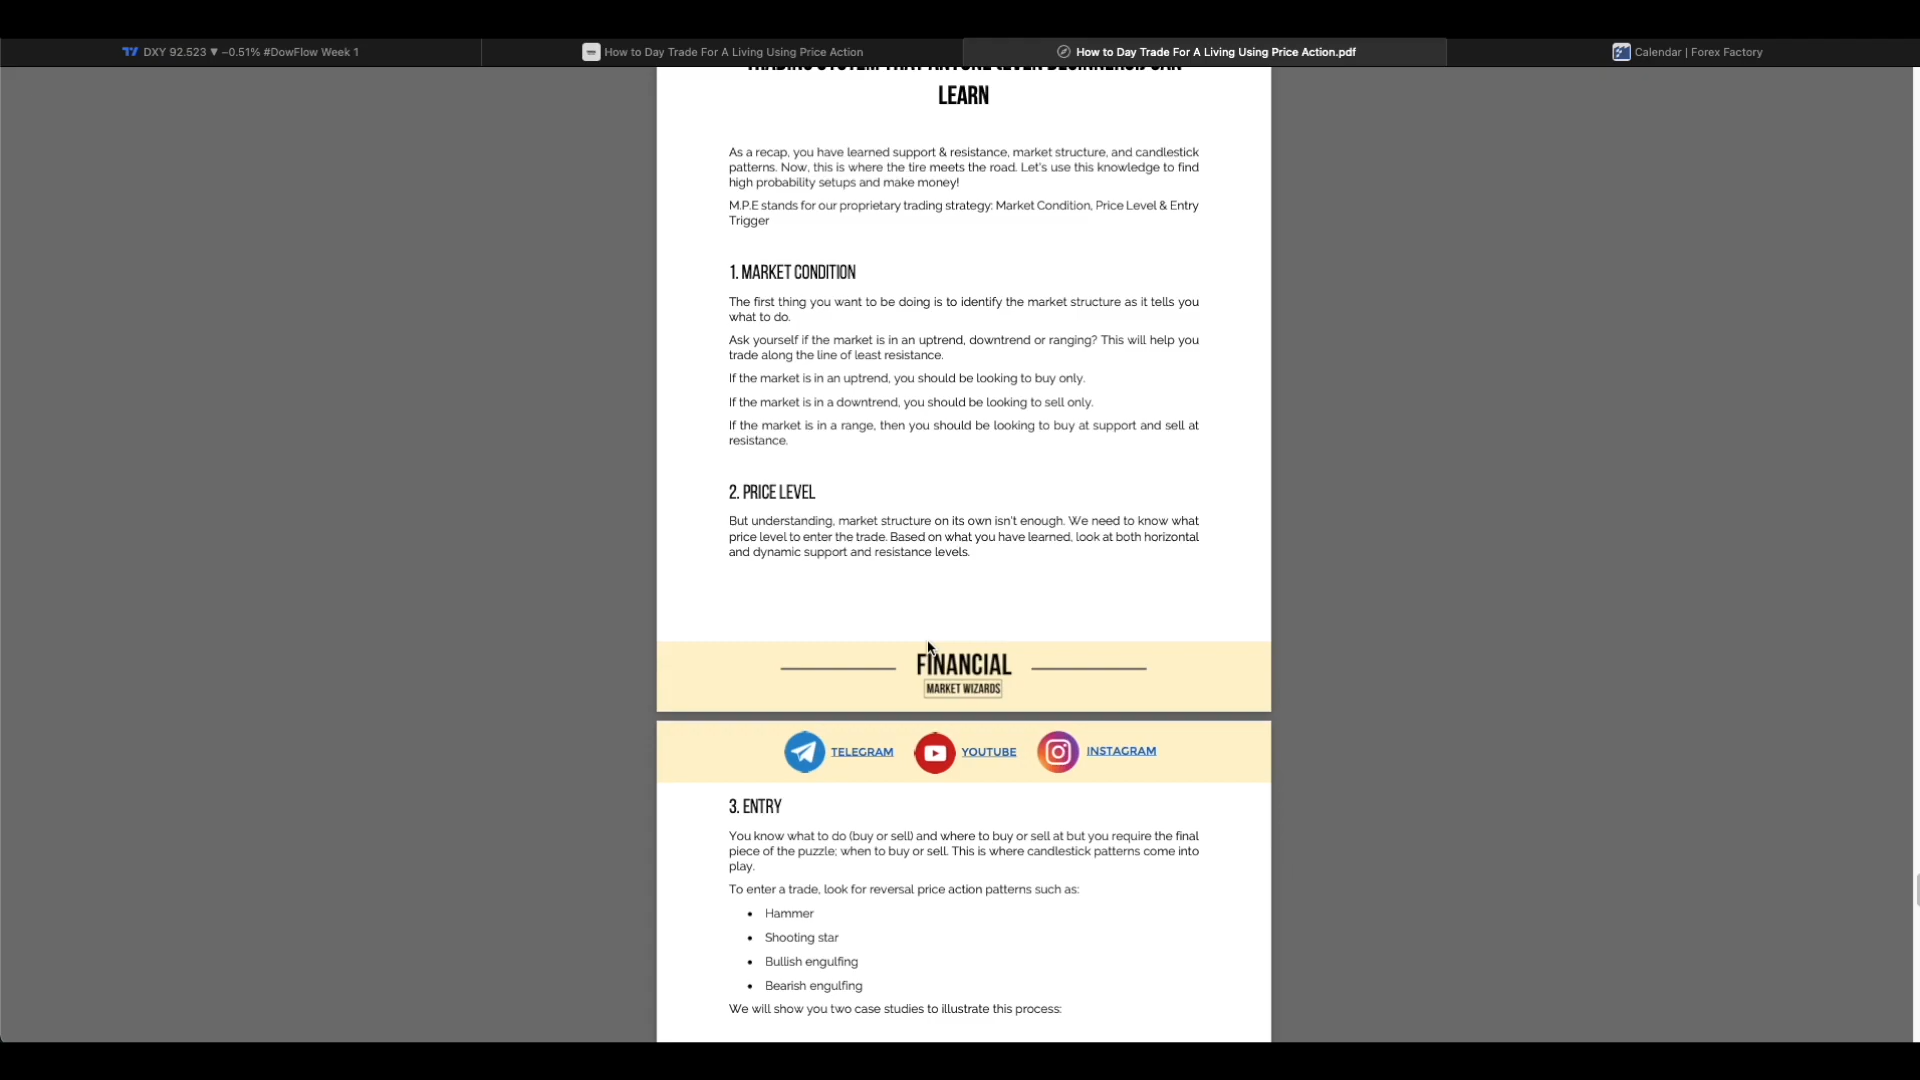 DXY 92.523 ▼ −0.51% #DowFlow Week 1
How to Day Trade For A Living Using Price Action
How to Day Trade For A Living Using Price Action.pdf
Calendar | Forex Factory
TRADING SYSTEM THAT ANYONE (EVEN BEGINNERS!) CAN
LEARN
As a recap, you have learned support & resistance, market structure, and candlestick
patterns. Now, this is where the tire meets the road. Let's use this knowledge to find
high probability setups and make money!
M.P.E stands for our proprietary trading strategy: Market Condition, Price Level & Entry
Trigger
1. MARKET CONDITION
The first thing you want to be doing is to identify the market structure as it tells you
what to do.
Ask yourself if the market is in an uptrend, downtrend or ranging? This will help you
trade along the line of least resistance.
If the market is in an uptrend, you should be looking to buy only.
If the market is in a downtrend, you should be looking to sell only.
If the market is in a range, then you should be looking to buy at support and sell at
resistance.
2. PRICE LEVEL
But understanding, market structure on its own isn't enough. We need to know what
price level to enter the trade. Based on what you have learned, look at both horizontal
and dynamic support and resistance levels.
FINANCIAL
MARKET WIZARDS
TELEGRAM YOUTUBE INSTAGRAM
3. ENTRY
You know what to do (buy or sell) and where to buy or sell at but you require the final
piece of the puzzle; when to buy or sell. This is where candlestick patterns come into
play.
To enter a trade, look for reversal price action patterns such as:
• Hammer
• Shooting star
• Bullish engulfing
• Bearish engulfing
We will show you two case studies to illustrate this process: